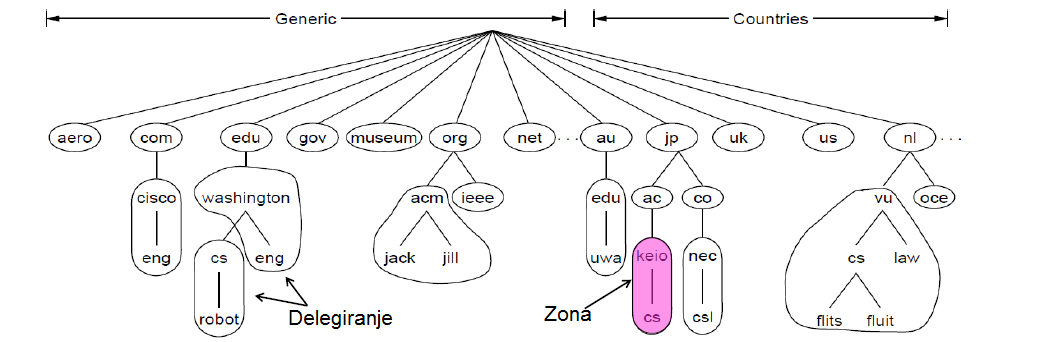 Generic Countries
aero com edu gov museum org net ... au jp uk us nl ...
cisco washington acm ieee edu ac co vu oce
eng cs eng jack jill uwa keio nec cs law
robot Delegiranje Zoná cs csl flits fluit